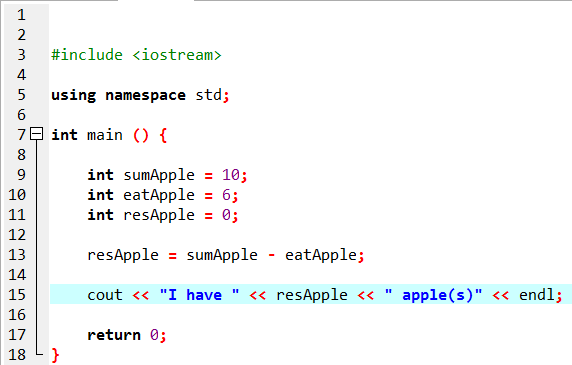 1
2
3 #include <iostream>
4
5 using namespace std;
6
7 int main () {
8
9 int sumApple = 10;
10 int eatApple = 6;
11 int resApple = 0;
12
13 resApple = sumApple - eatApple;
14
15 cout << "I have " << resApple << " apple(s)" << endl;
16
17 return 0;
18 }